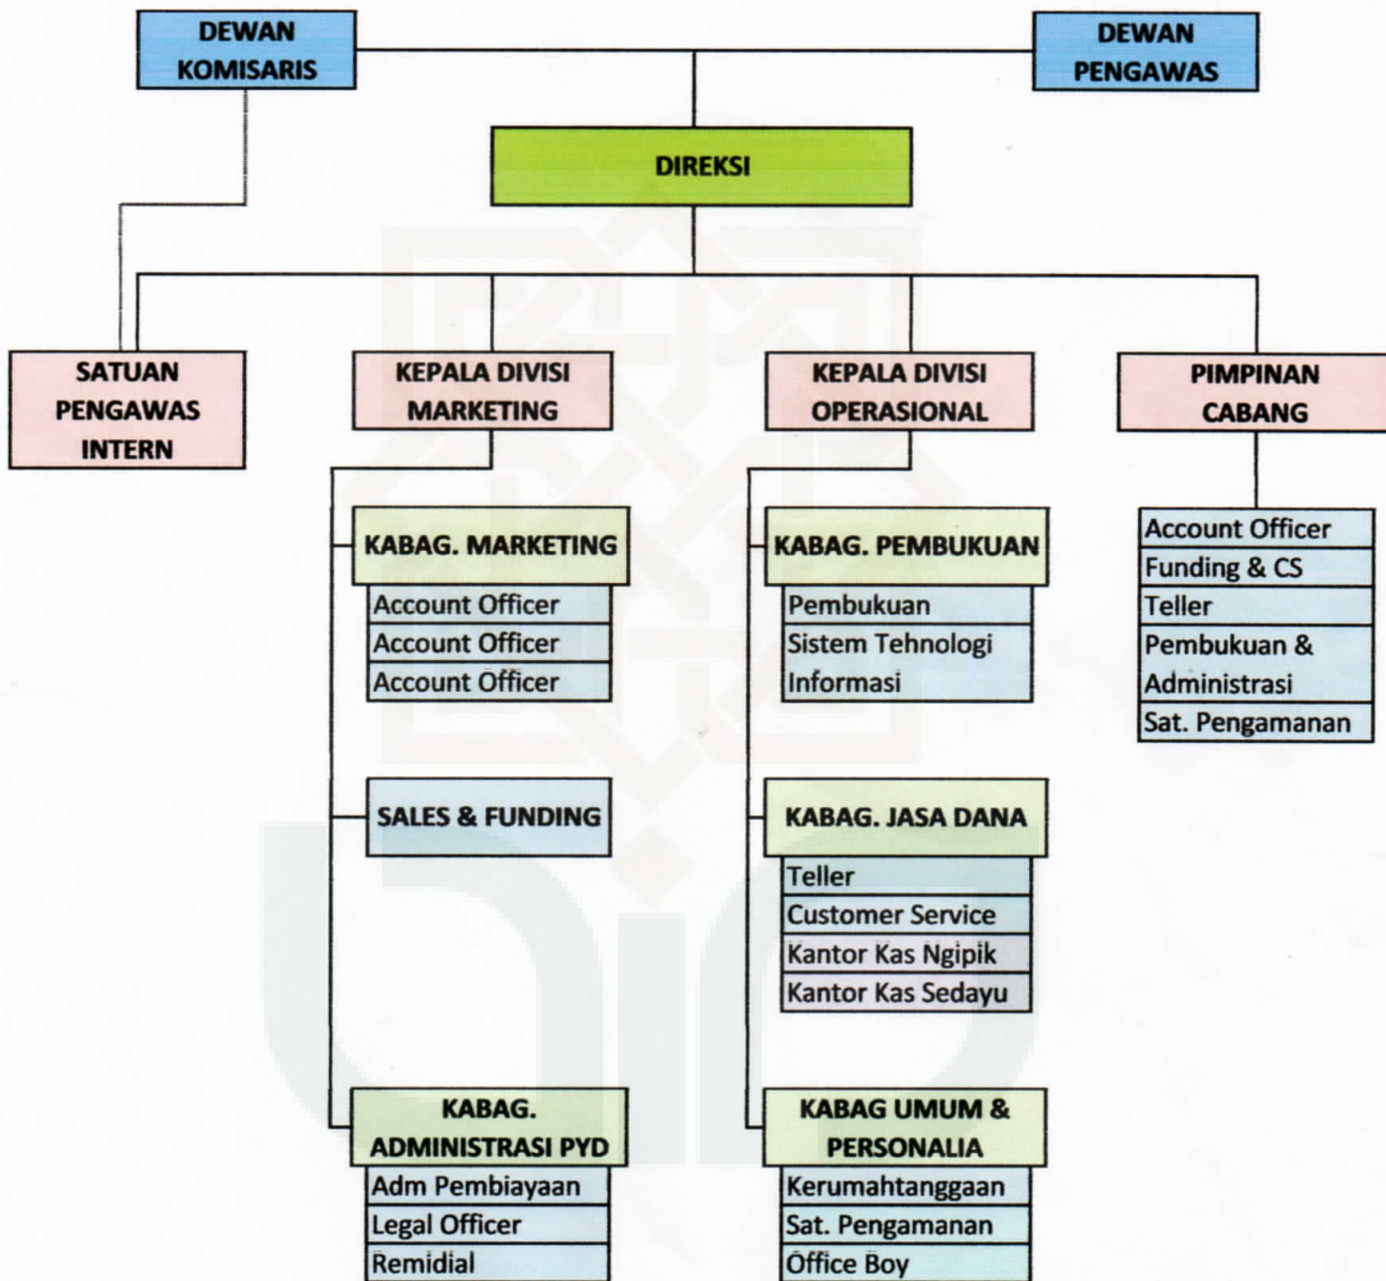 DEWAN
KOMISARIS
DEWAN
PENGAWAS
DIREKSI
SATUAN
PENGAWAS
INTERN
KEPALA DIVISI
MARKETING
KEPALA DIVISI
OPERASIONAL
PIMPINAN
CABANG
KABAG. MARKETING
Account Officer
Account Officer
Account Officer
SALES & FUNDING
KABAG.
ADMINISTRASI PYD
Adm Pembiayaan
Legal Officer
Remidial
KABAG. PEMBUKUAN
Pembukuan
Sistem Tehnologi
Informasi
KABAG. JASA DANA
Teller
Customer Service
Kantor Kas Ngipik
Kantor Kas Sedayu
KABAG UMUM &
PERSONALIA
Kerumahtanggaan
Sat. Pengamanan
Office Boy
Account Officer
Funding & CS
Teller
Pembukuan &
Administrasi
Sat. Pengamanan